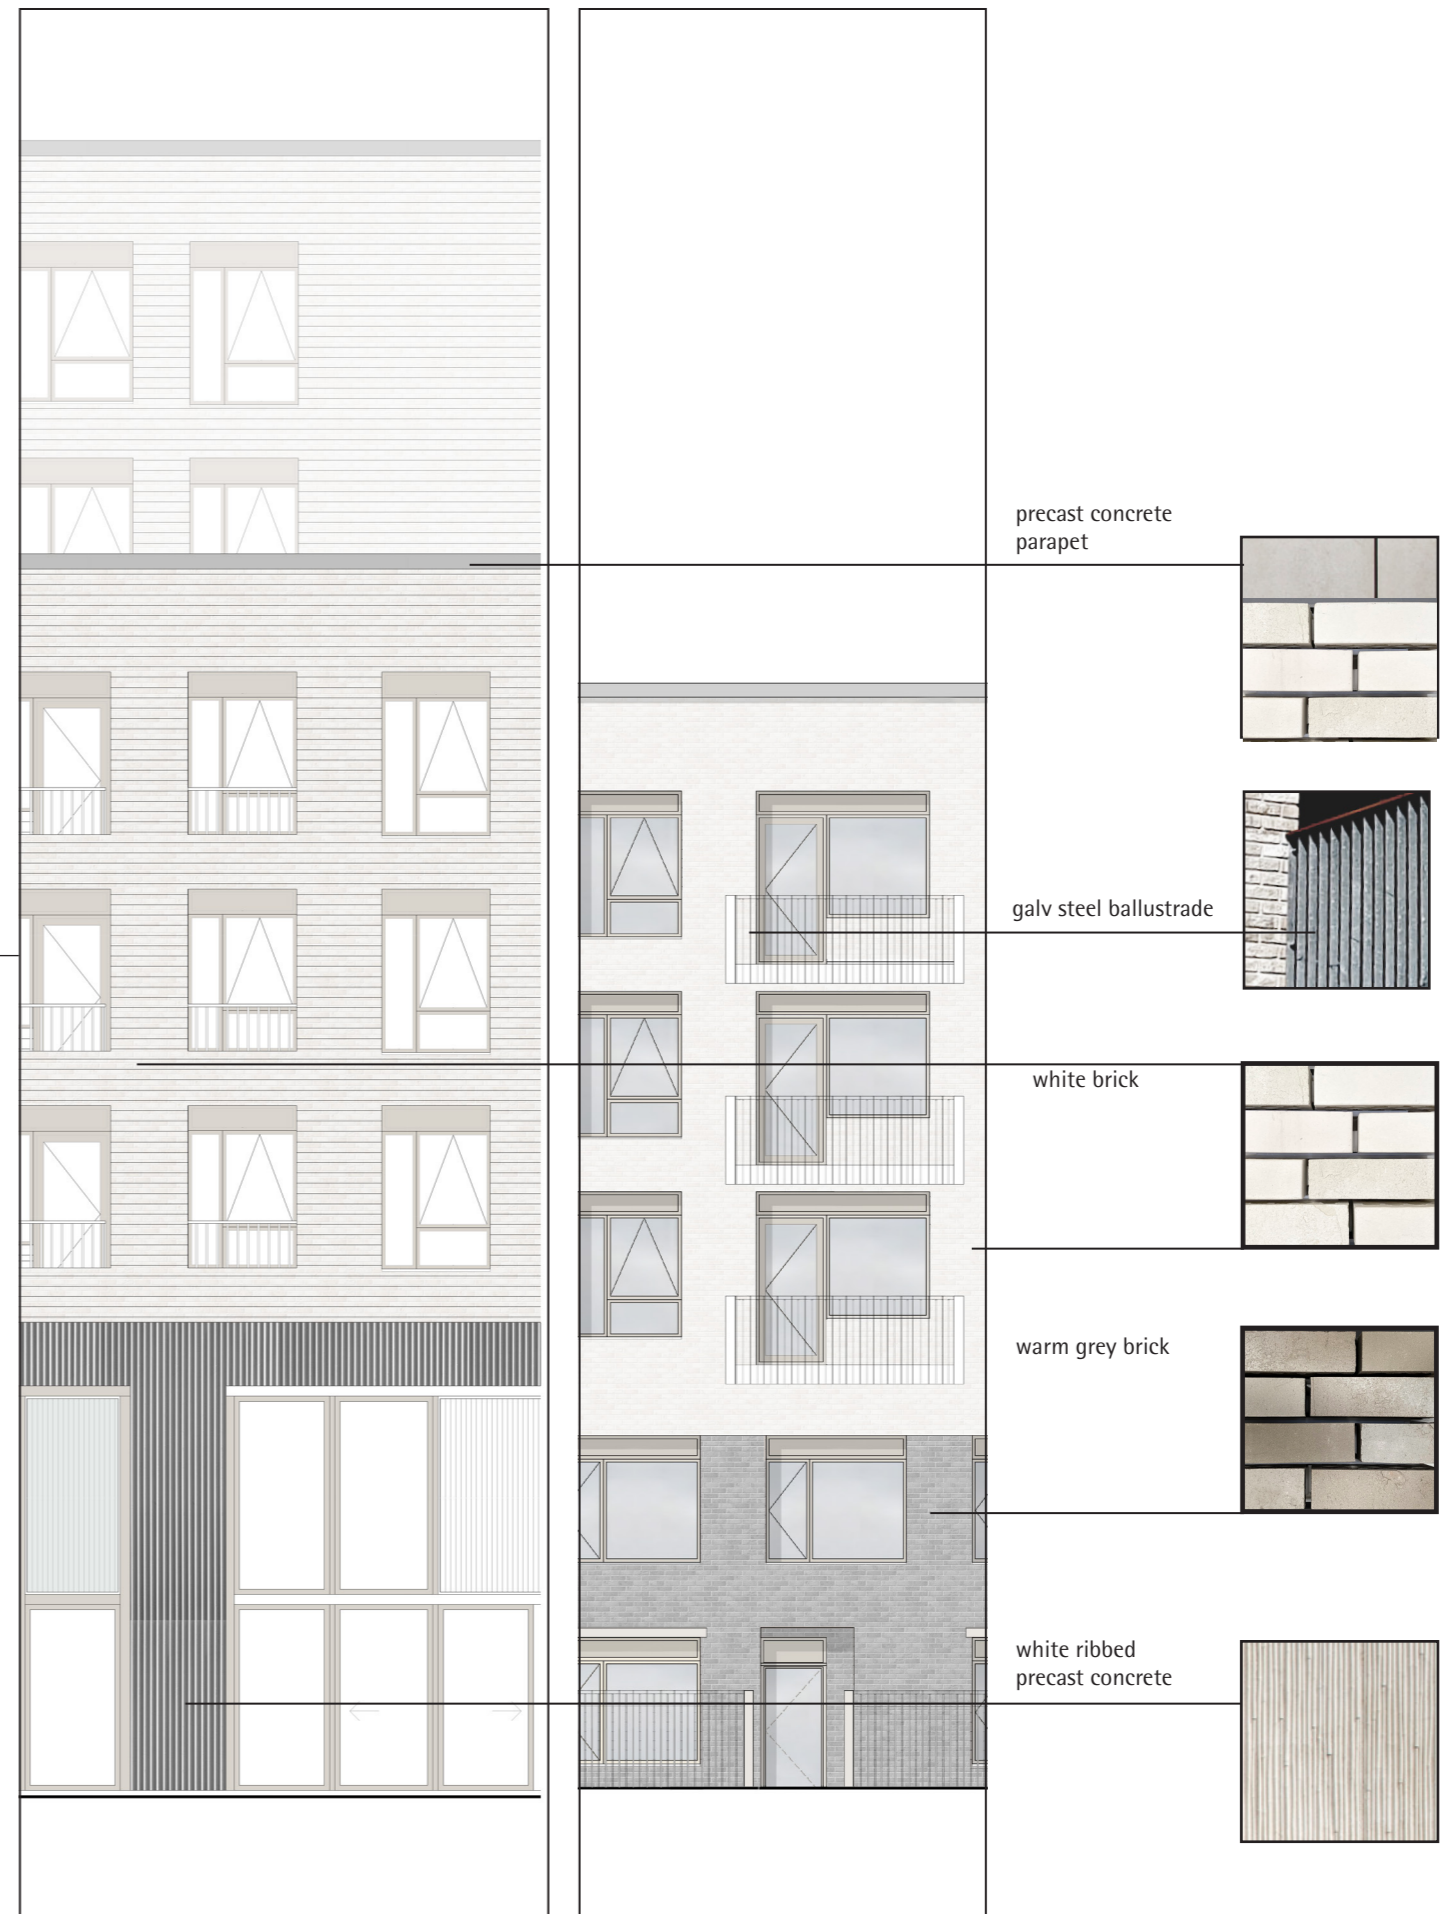 precast concrete
parapet
galv steel ballustrade
white brick
warm grey brick
white ribbed
precast concrete